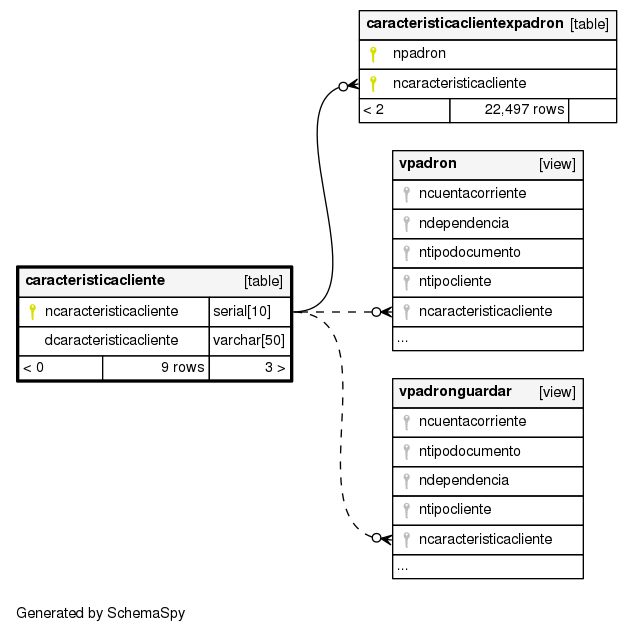 caracteristicaclientexpadron [table]
npadron
ncaracteristicacliente
< 2 22,497 rows
vpadron [view]
ncuentacorriente
ndependencia
ntipodocumento
ntipocliente
ncaracteristicacliente
...
caracteristicacliente [table]
ncaracteristicacliente serial[10]
dcaracteristicacliente varchar[50]
< 0 9 rows 3 >
vpadronguardar [view]
ncuentacorriente
ntipodocumento
ndependencia
ntipocliente
ncaracteristicacliente
...
Generated by SchemaSpy